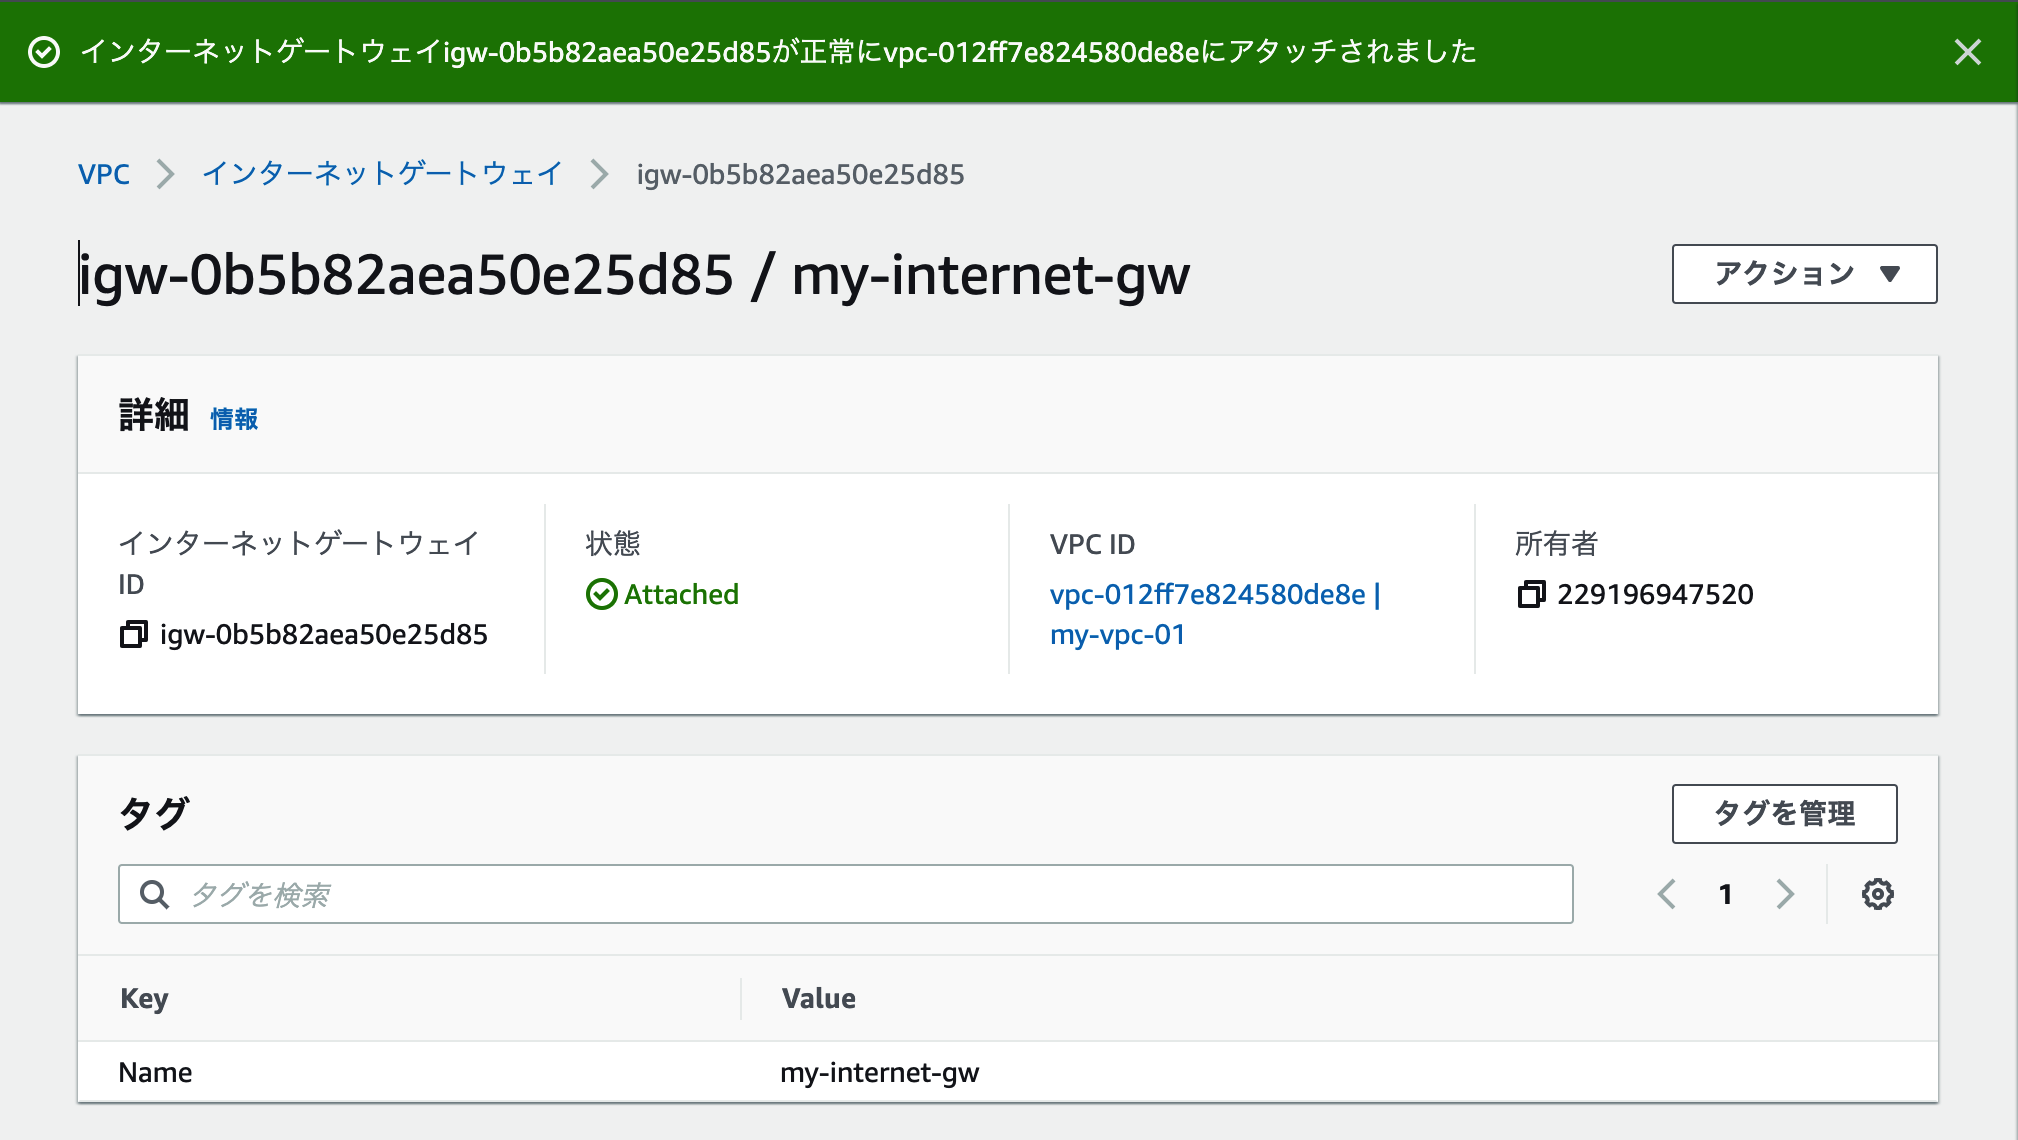 インターネットゲートウェイigw-0b5b82aea50e25d85が正常にvpc-012ff7e824580de8eにアタッチされました
VPC > インターネットゲートウェイ > igw-0b5b82aea50e25d85
igw-0b5b82aea50e25d85 / my-internet-gw
アクション ▼
詳細 情報
インターネットゲートウェイ
ID
igw-0b5b82aea50e25d85
状態
Attached
VPC ID
vpc-012ff7e824580de8e |
my-vpc-01
所有者
229196947520
タグ
タグを管理
タグを検索
1
Key Value
Name my-internet-gw